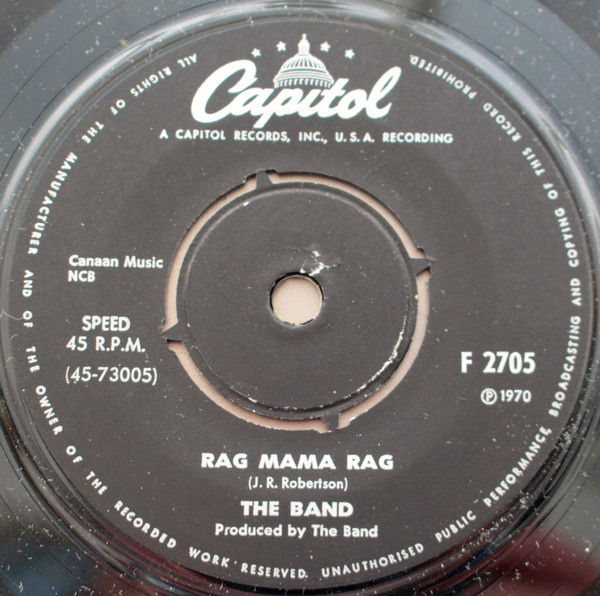 Capitol
A CAPITOL RECORDS, INC., U.S.A. RECORDING
Canaan Music
NCB
SPEED
45 R.P.M.
(45-73005)
F 2705
Ⓟ 1970
RAG MAMA RAG
(J. R. Robertson)
THE BAND
Produced by The Band
ALL RIGHTS OF THE MANUFACTURER AND OF THE OWNER OF THE RECORDED WORK RESERVED. UNAUTHORISED PUBLIC PERFORMANCE, BROADCASTING AND COPYING OF THIS RECORD PROHIBITED.